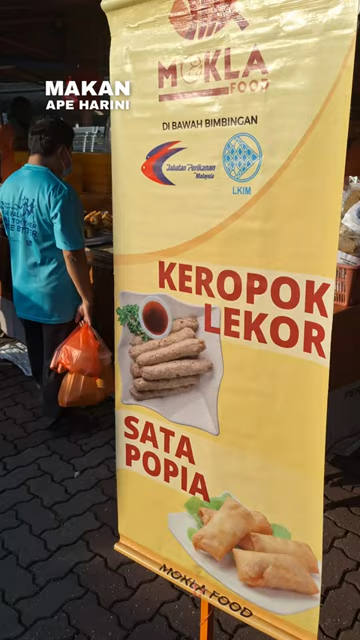 MAKAN
APE HARINI
MOKLA
FOOD
DI BAWAH BIMBINGAN
Jabatan Perikanan
Malaysia
LKIM
KEROPOK
LEKOR
SATA
POPIA
MOKLA FOOD